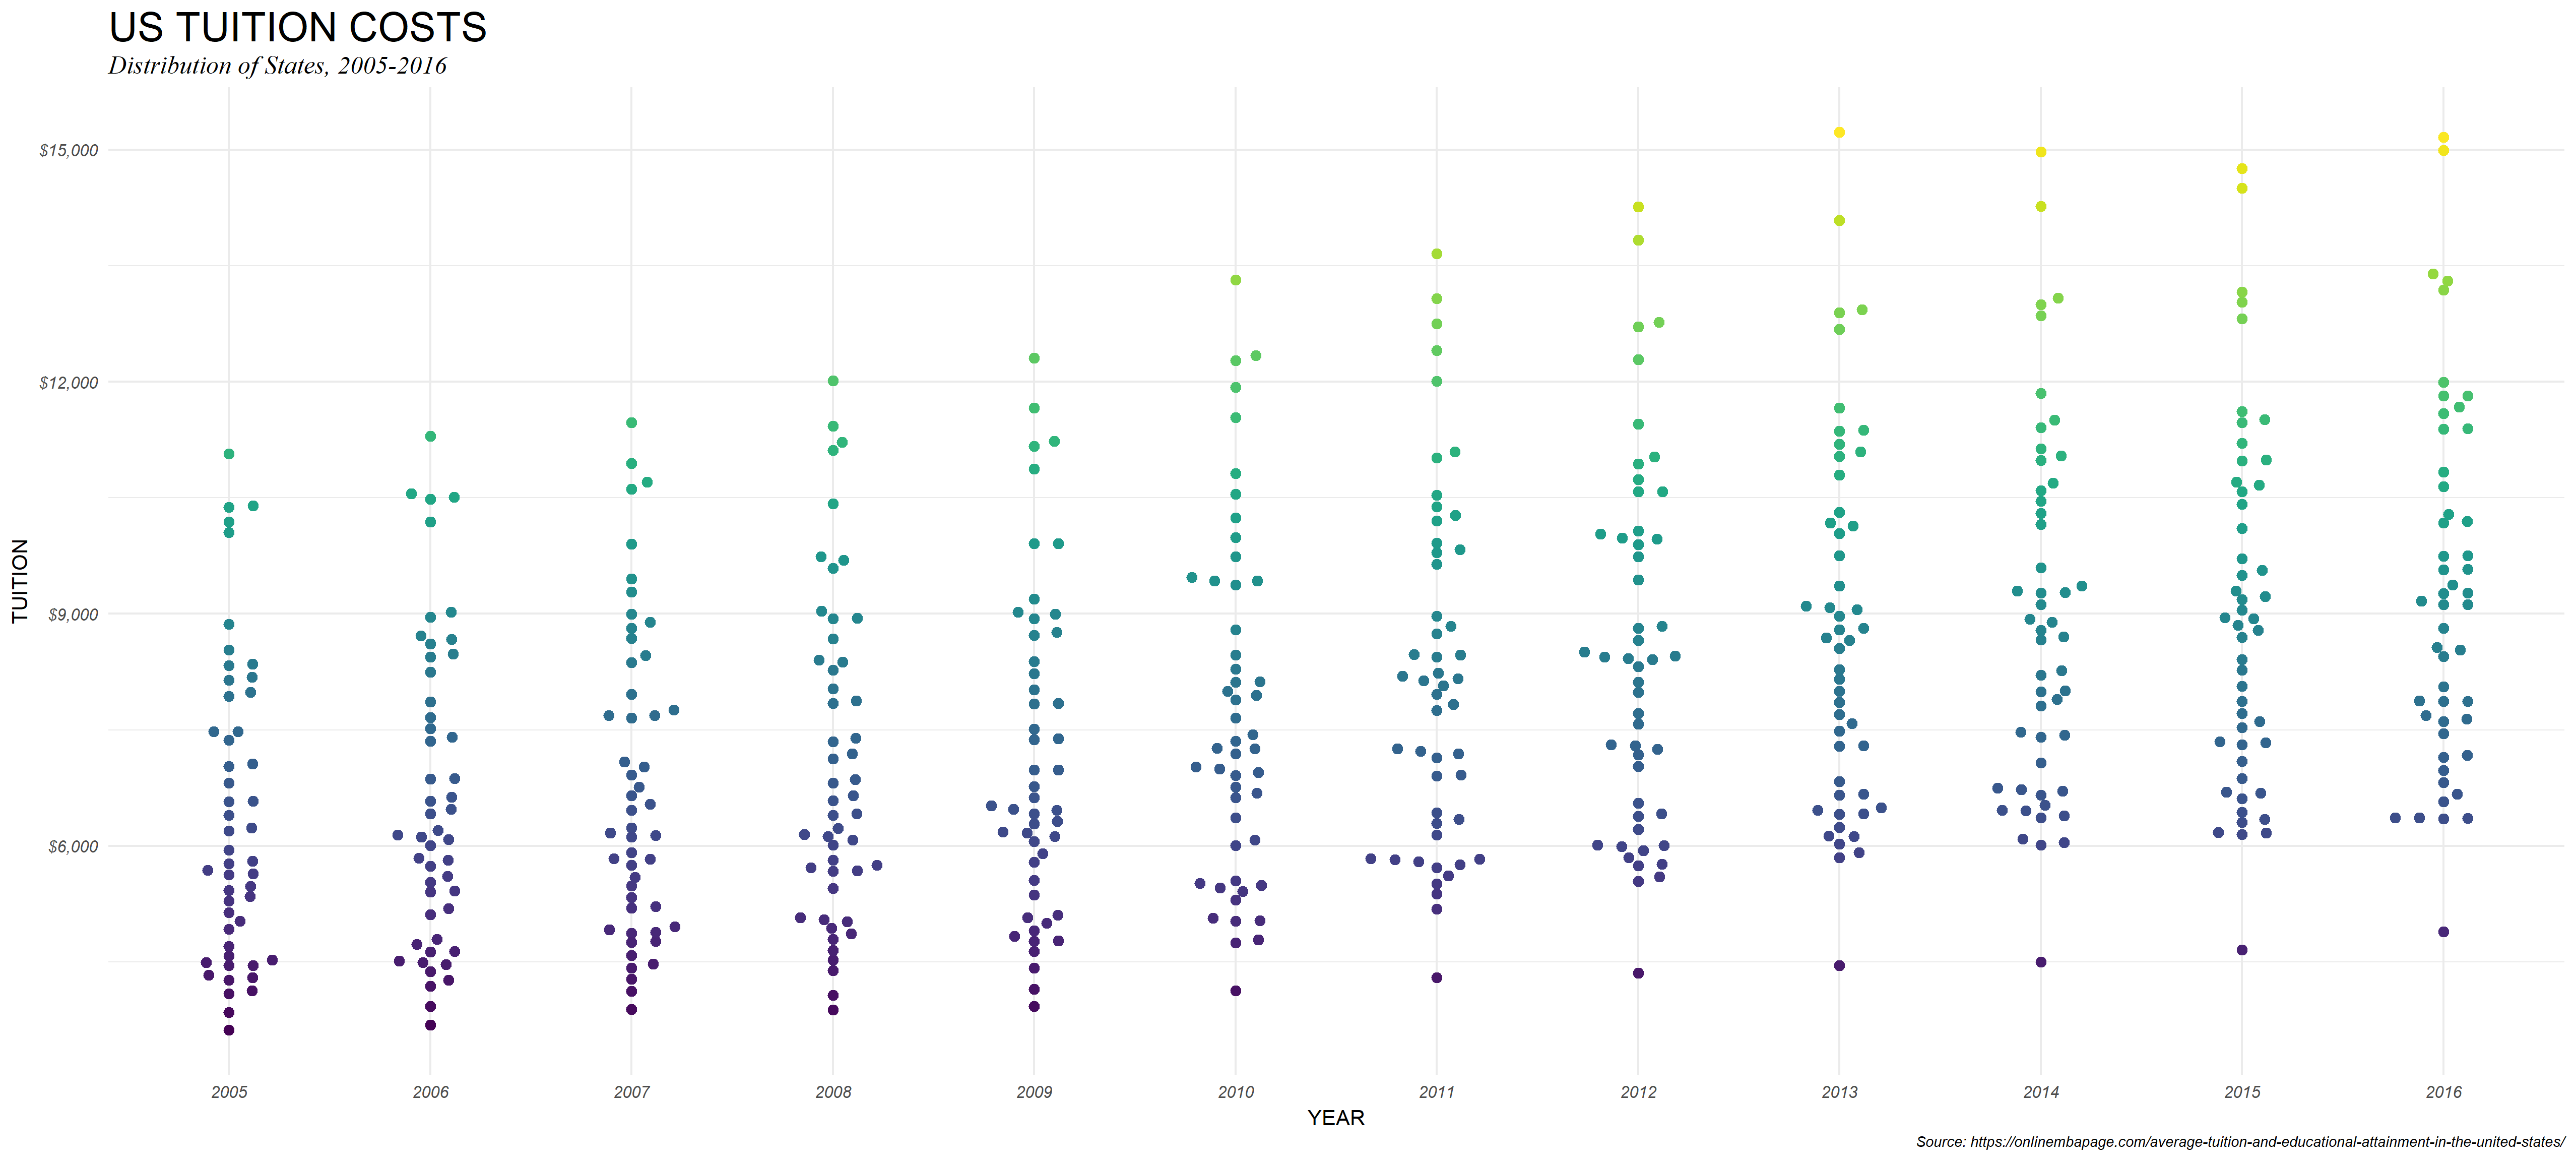 US TUITION COSTS
Distribution of States, 2005-2016
$15,000
$12,000
$9,000
$6,000
TUITION
2005 2006 2007 2008 2009 2010 2011 2012 2013 2014 2015 2016
YEAR
Source: https://onlinembapage.com/average-tuition-and-educational-attainment-in-the-united-states/